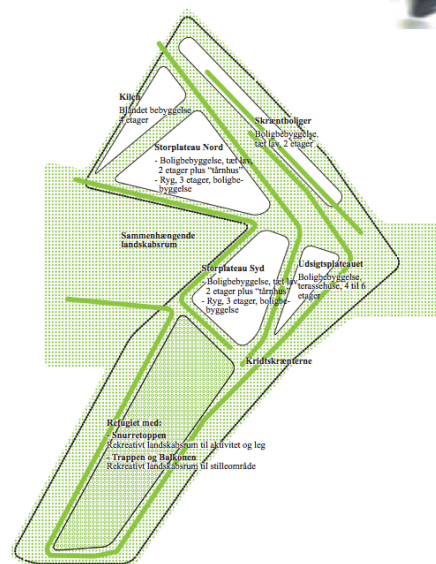 Kilen
Blandet bebyggelse
4 etager
Skræntboliger
Boligbebyggelse,
tæt lav, 2 etager
Storplateau Nord
- Boligbebyggelse, tæt lav,
2 etager plus “tårnhus”
- Ryg, 3 etager, boligbe-
byggelse
Sammenhængende
landskabsrum
Storplateau Syd
- Boligbebyggelse, tæt lav,
2 etager plus “tårnhus”
- Ryg, 3 etager, boligbe-
byggelse
Udsigtsplateauet
Boligbebyggelse,
terassehuse, 4 til 6
etager
Kridtskrænterne
Refugiet med:
- Snurretoppen
Rekreativt landskabsrum til aktivitet og leg
- Trappen og Balkonen
Rekreativt landskabsrum til stilleområde